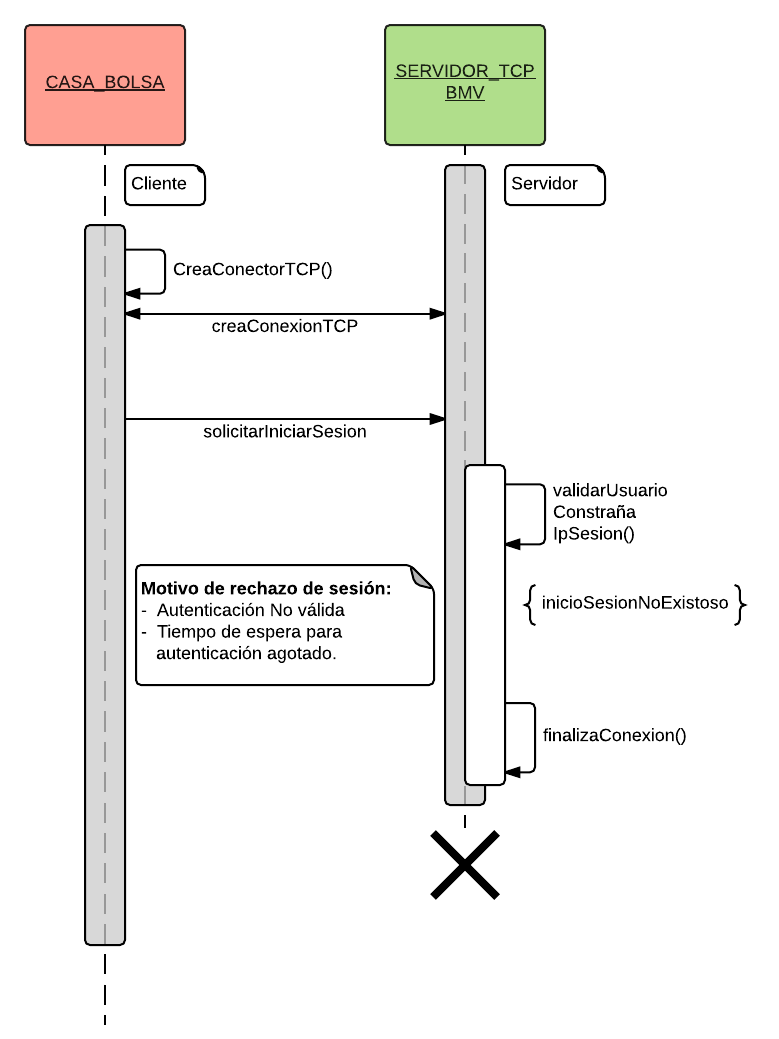 CASA_BOLSA
SERVIDOR_TCP
BMV
Cliente
Servidor
CreaConectorTCP()
creaConexionTCP
solicitarIniciarSesion
validarUsuario
Constraña
IpSesion()
Motivo de rechazo de sesión:
- Autenticación No válida
- Tiempo de espera para
autenticación agotado.
inicioSesionNoExistoso
finalizaConexion()